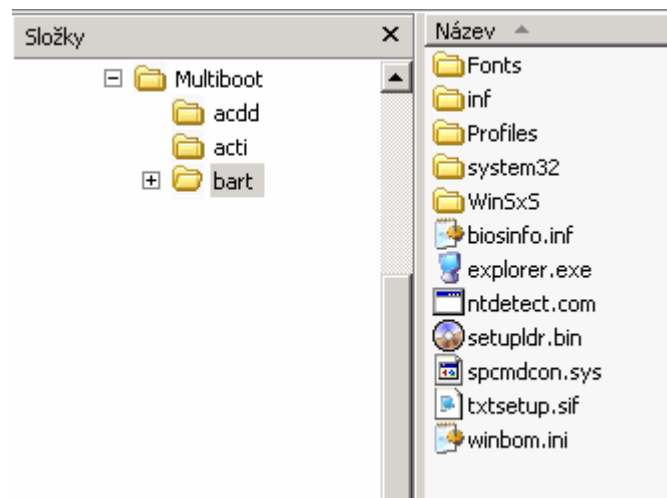 Složky
Multiboot
acdd
acti
bart
Název
Fonts
inf
Profiles
system32
WinSxS
biosinfo.inf
explorer.exe
ntdetect.com
setupldr.bin
spcmdcon.sys
txtsetup.sif
winbom.ini